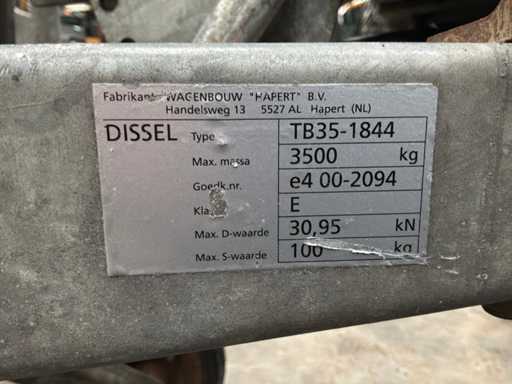 Fabrikant WAGENBOUW "HAPERT" B.V.
Handelsweg 13 5527 AL Hapert (NL)
DISSEL Type TB35-1844
Max. massa 3500 kg
Goedk.nr. e4 00-2094
E
Max. D-waarde 30,95 kN
Max. S-waarde 100 kg